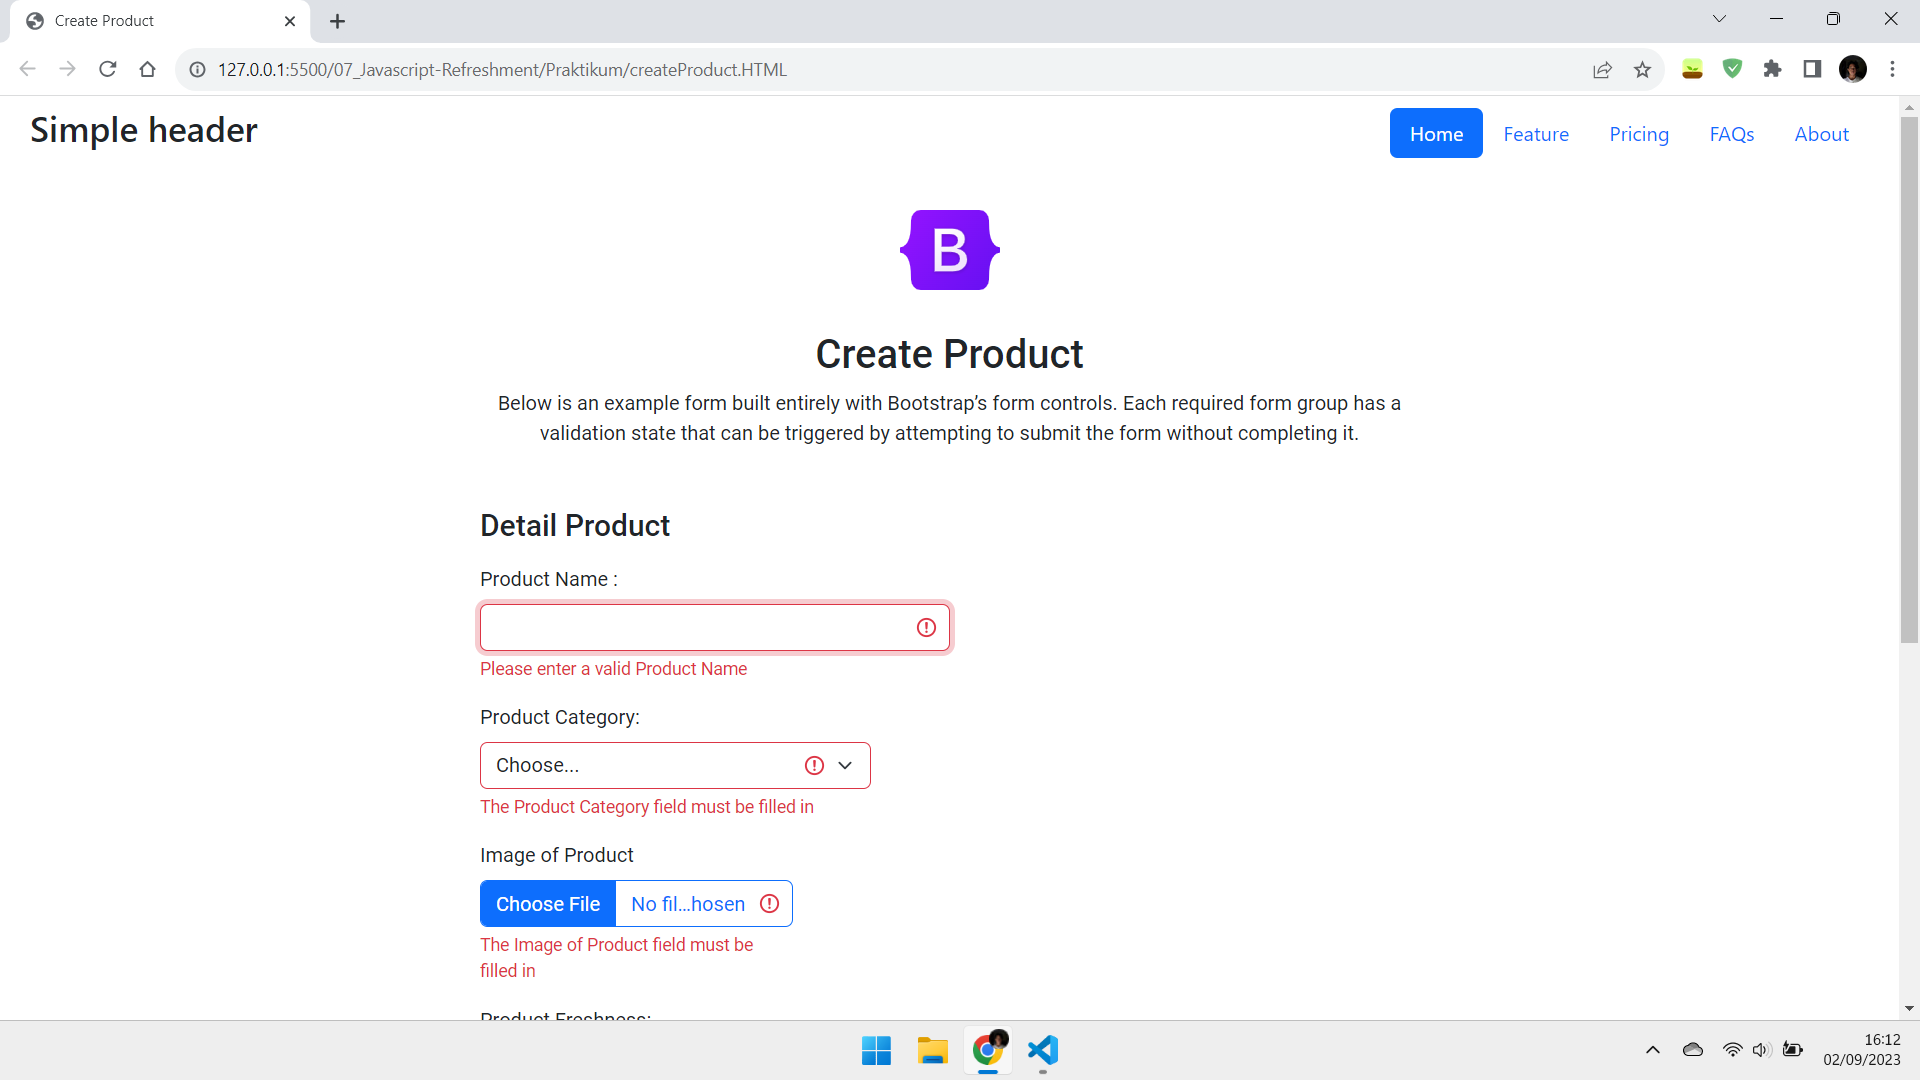 Create Product
127.0.0.1:5500/07_Javascript-Refreshment/Praktikum/createProduct.HTML
Simple header
Home Feature Pricing FAQs About
B
Create Product
Below is an example form built entirely with Bootstrap’s form controls. Each required form group has a
validation state that can be triggered by attempting to submit the form without completing it.
Detail Product
Product Name :
Please enter a valid Product Name
Product Category:
Choose...
The Product Category field must be filled in
Image of Product
Choose File No fil...hosen
The Image of Product field must be
filled in
Product Freshness:
16:12
02/09/2023